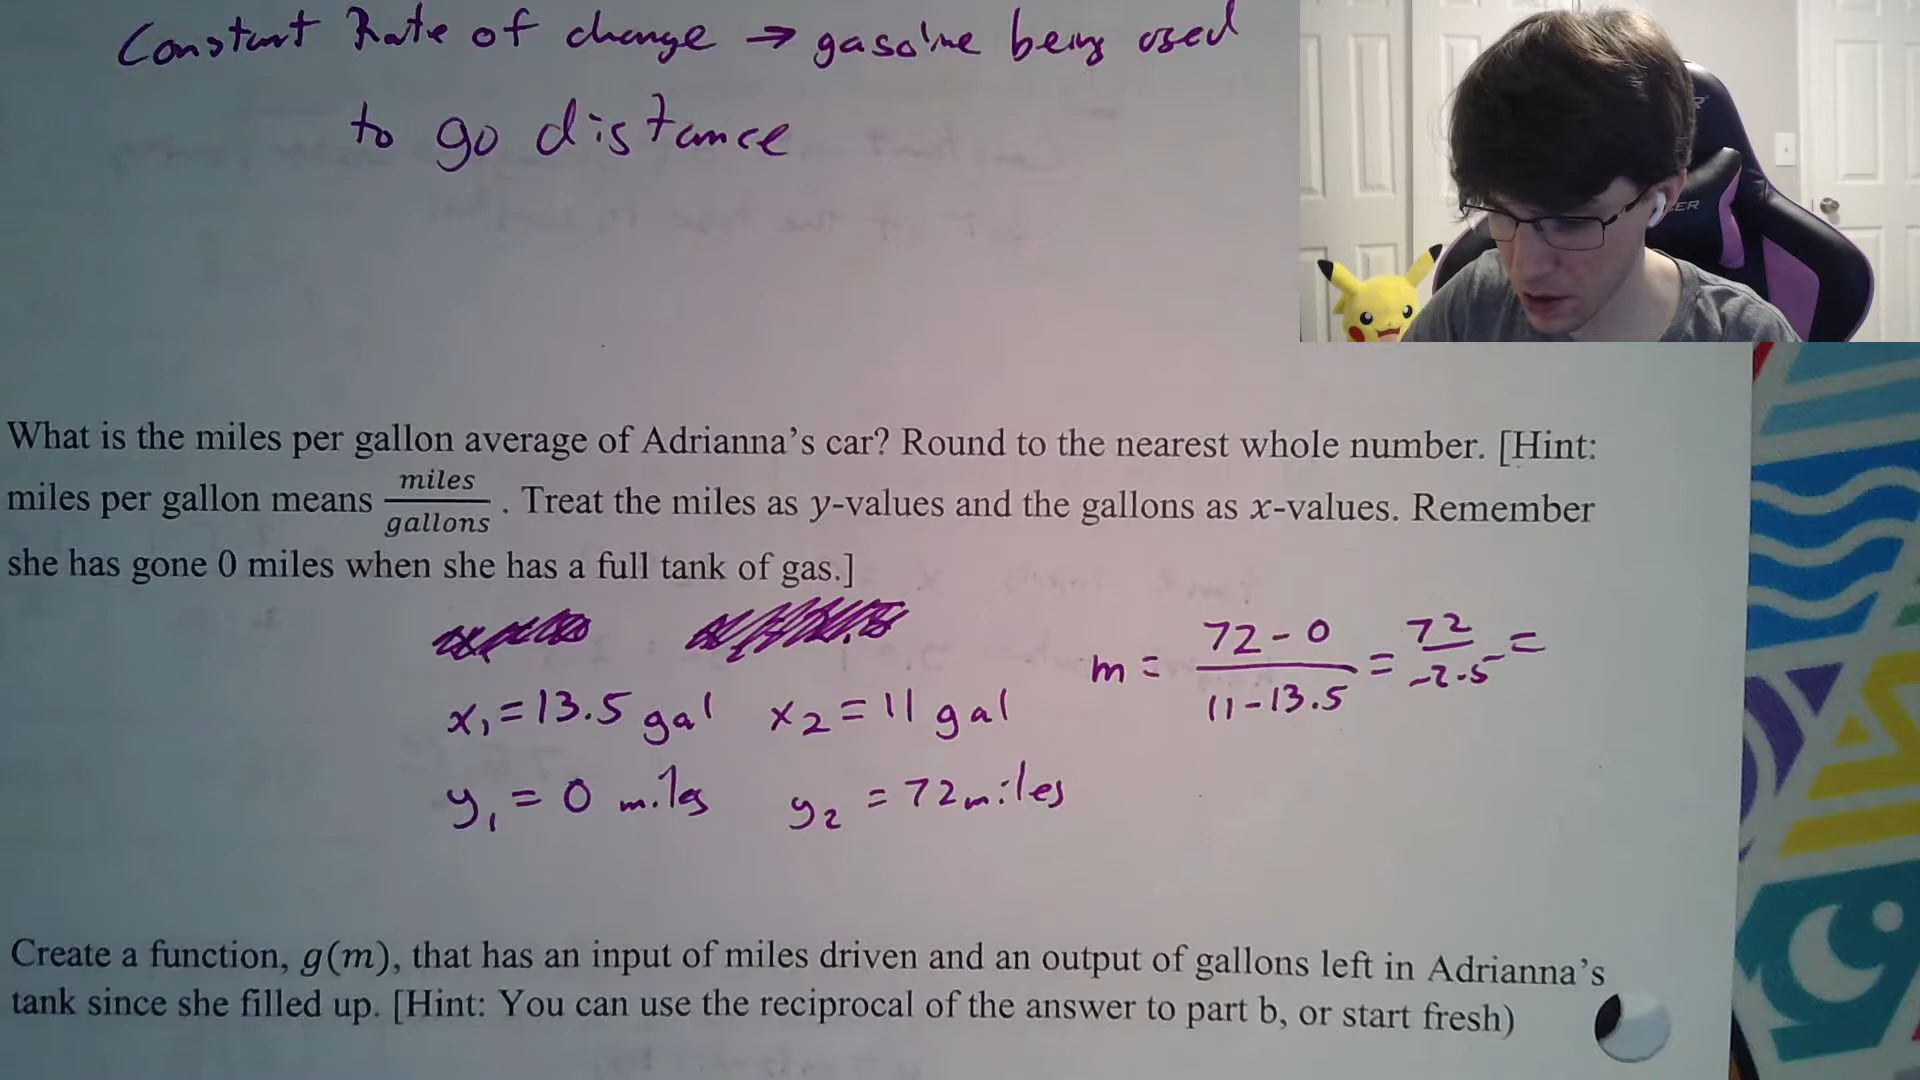 Constant Rate of change → gasoline being used
to go distance
What is the miles per gallon average of Adrianna's car? Round to the nearest whole number. [Hint:
miles per gallon means miles/gallons . Treat the miles as y-values and the gallons as x-values. Remember
she has gone 0 miles when she has a full tank of gas.]
m = 72 - 0 / 11 - 13.5 = 72 / -2.5 =
x₁ = 13.5 gal x₂ = 11 gal
y₁ = 0 miles y₂ = 72 miles
Create a function, g(m), that has an input of miles driven and an output of gallons left in Adrianna's
tank since she filled up. [Hint: You can use the reciprocal of the answer to part b, or start fresh)